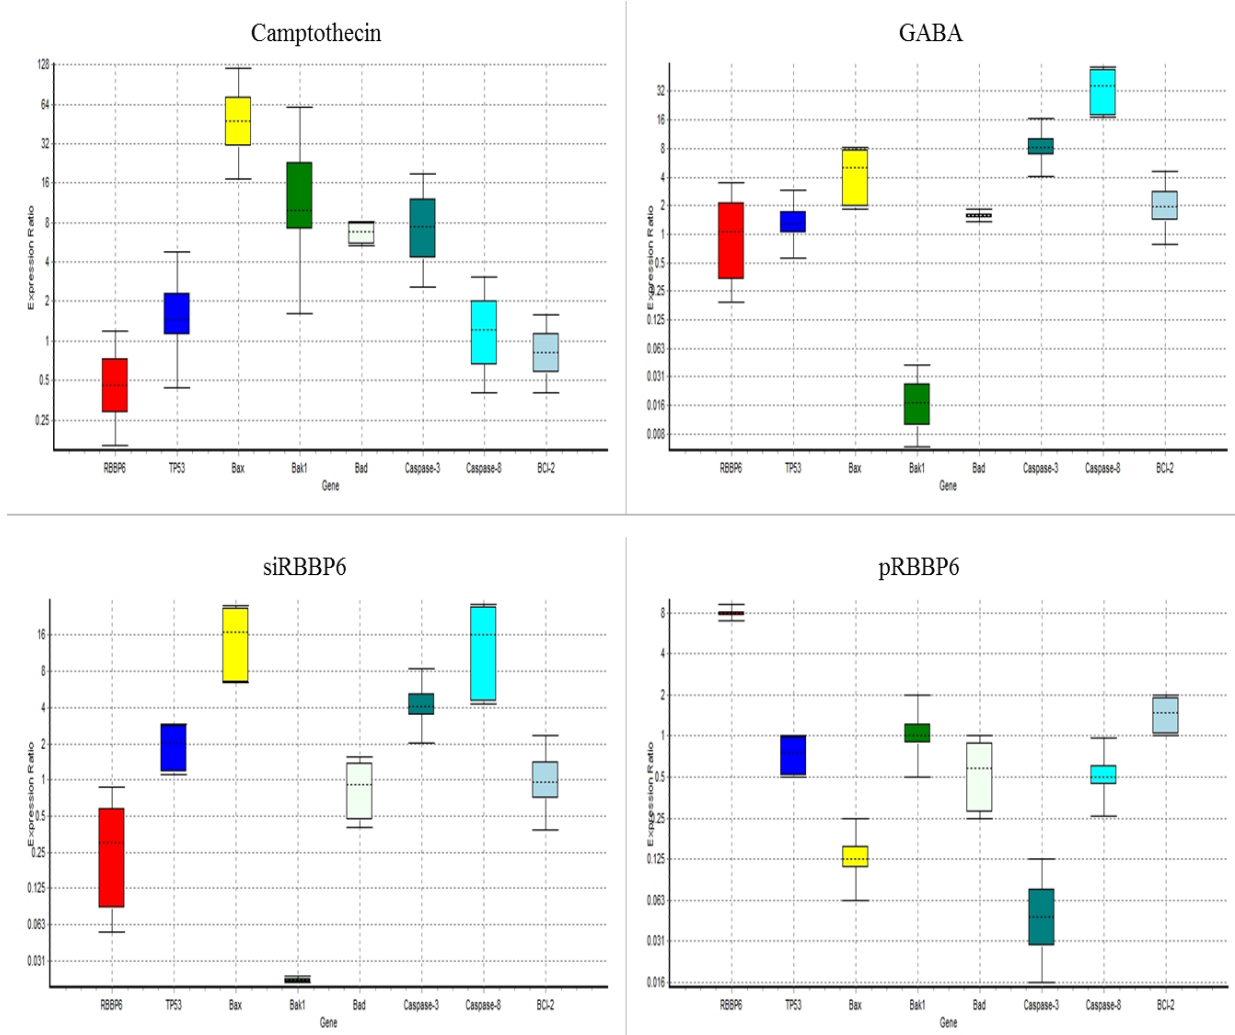 Camptothecin
128
64
32
16
8
4
2
1
0.5
0.25
Expression Ratio
RBBP6 TP53 Bax Bak1 Bad Caspase-3 Caspase-8 BCl-2
Gene
GABA
32
16
8
4
2
1
0.5
0.25
0.125
0.063
0.031
0.016
0.008
Expression Ratio
RBBP6 TP53 Bax Bak1 Bad Caspase-3 Caspase-8 BCl-2
Gene
siRBBP6
16
8
4
2
1
0.5
0.25
0.125
0.063
0.031
Expression Ratio
RBBP6 TP53 Bax Bak1 Bad Caspase-3 Caspase-8 BCl-2
Gene
pRBBP6
8
4
2
1
0.5
0.25
0.125
0.063
0.031
0.016
Expression Ratio
RBBP6 TP53 Bax Bak1 Bad Caspase-3 Caspase-8 BCl-2
Gene